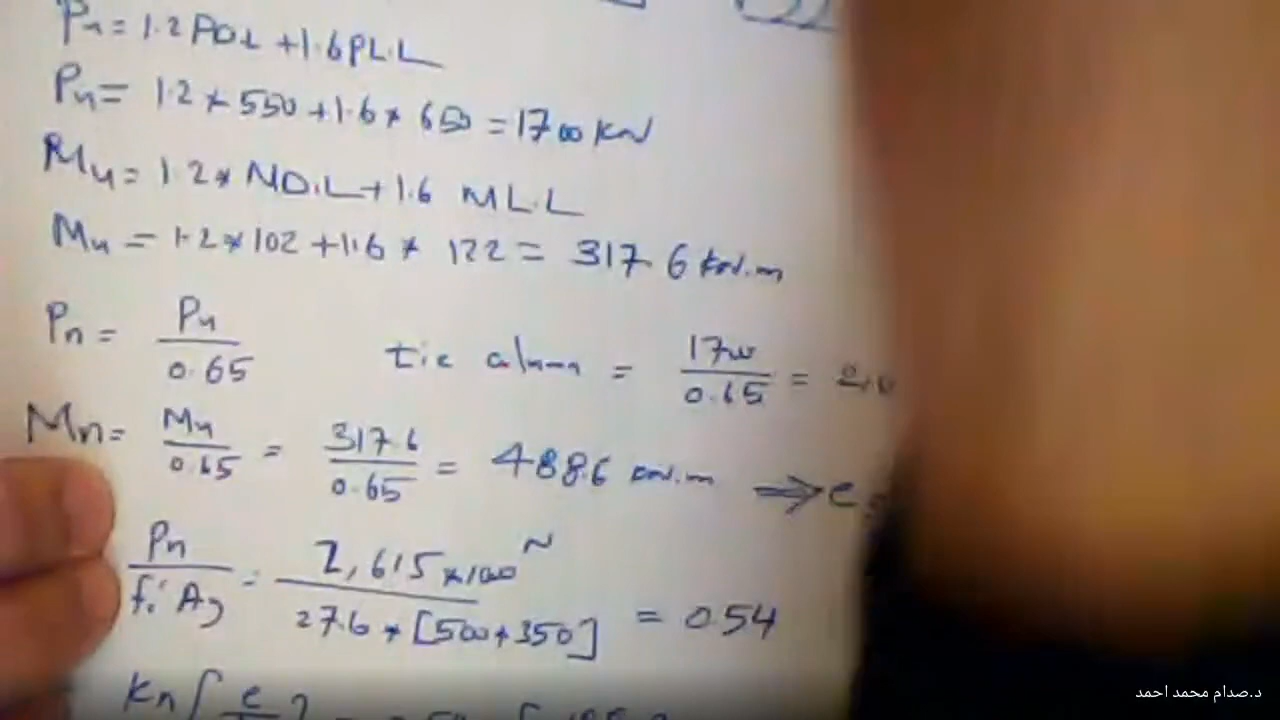 Pu = 1.2 PD.L + 1.6 PL.L
Pu = 1.2 * 550 + 1.6 * 650 = 1700 kN
Mu = 1.2 * MD.L + 1.6 ML.L
Mu = 1.2 * 102 + 1.6 * 122 = 317.6 kN.m
Pn = Pu / 0.65 tie column = 1700 / 0.65 =
Mn = Mu / 0.65 = 317.6 / 0.65 = 488.6 kN.m ⇒ e
Pn / fc' Ag = 2,615 * 1000 N / 27.6 * [500 * 350] = 0.54
Kn [ e
د.صدام محمد احمد